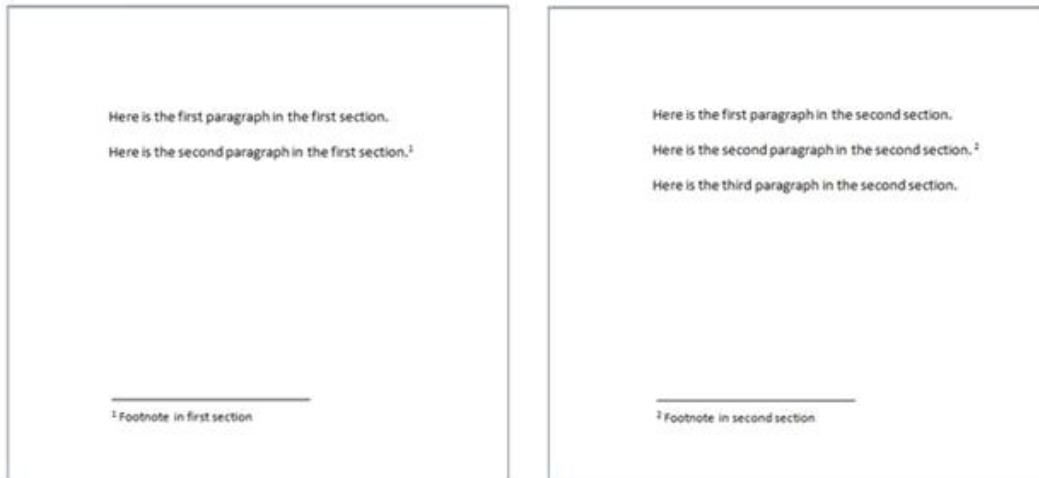 Here is the first paragraph in the first section.
Here is the second paragraph in the first section.¹
¹ Footnote in first section
Here is the first paragraph in the second section.
Here is the second paragraph in the second section. ²
Here is the third paragraph in the second section.
² Footnote in second section